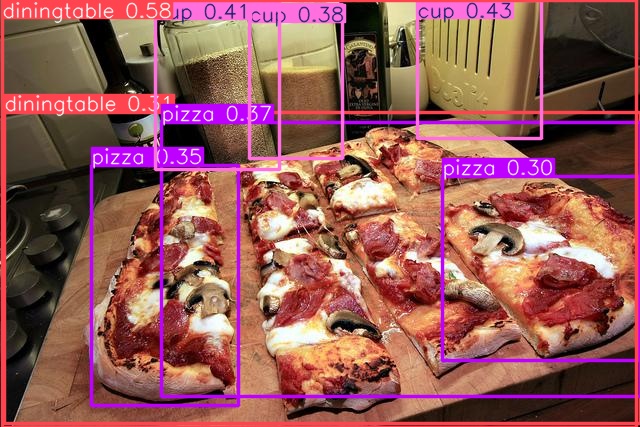 diningtable 0.58
cup 0.41
cup 0.38
cup 0.43
diningtable 0.31
pizza 0.37
pizza 0.35
pizza 0.30